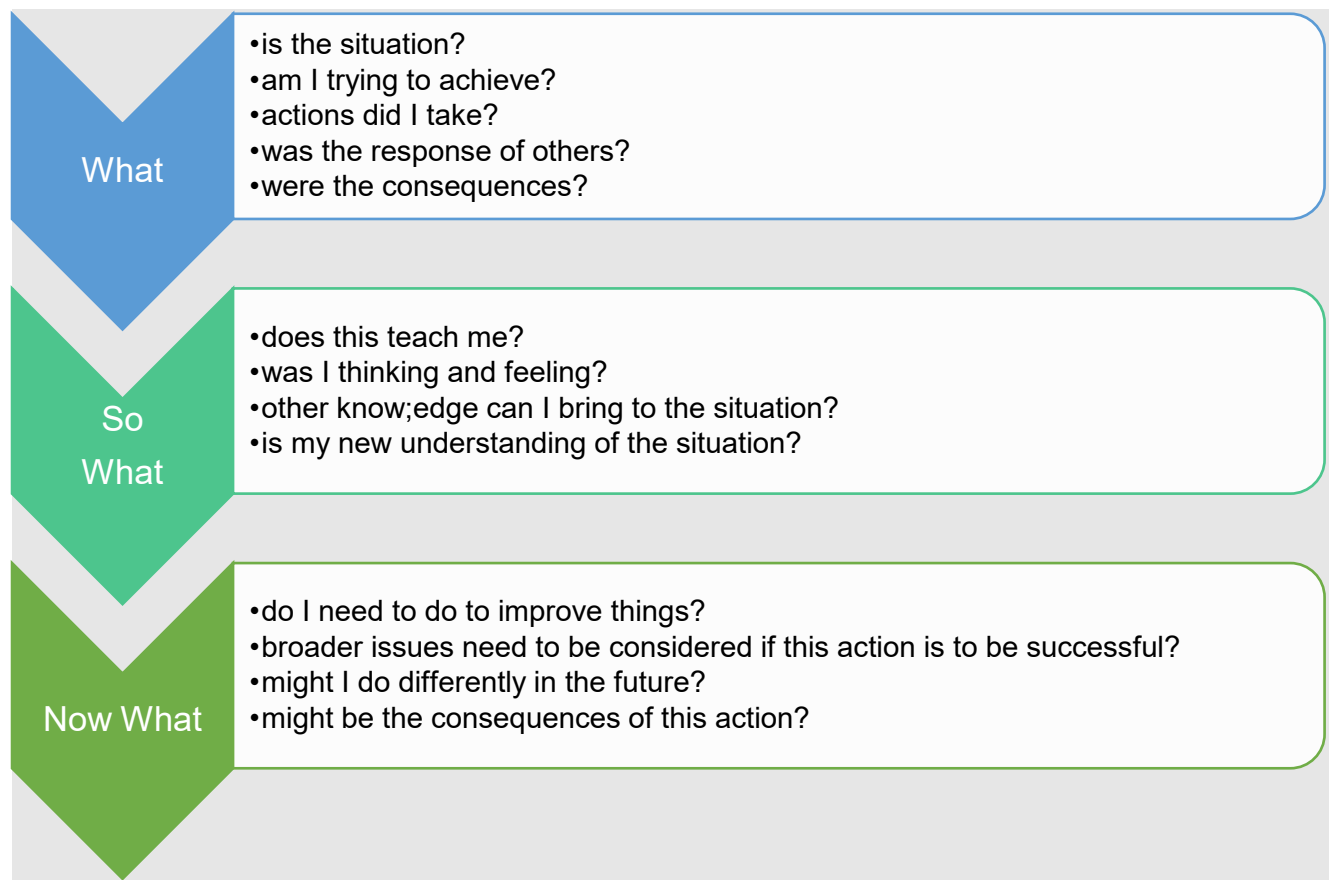 What
•is the situation?
•am I trying to achieve?
•actions did I take?
•was the response of others?
•were the consequences?
So
What
•does this teach me?
•was I thinking and feeling?
•other know;edge can I bring to the situation?
•is my new understanding of the situation?
Now What
•do I need to do to improve things?
•broader issues need to be considered if this action is to be successful?
•might I do differently in the future?
•might be the consequences of this action?